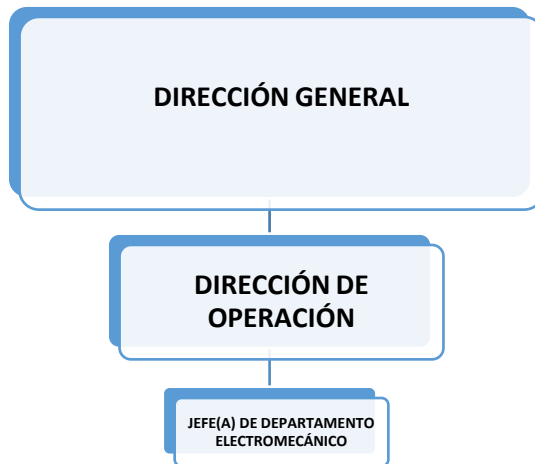 DIRECCIÓN GENERAL
DIRECCIÓN DE
OPERACIÓN
JEFE(A) DE DEPARTAMENTO
ELECTROMECÁNICO